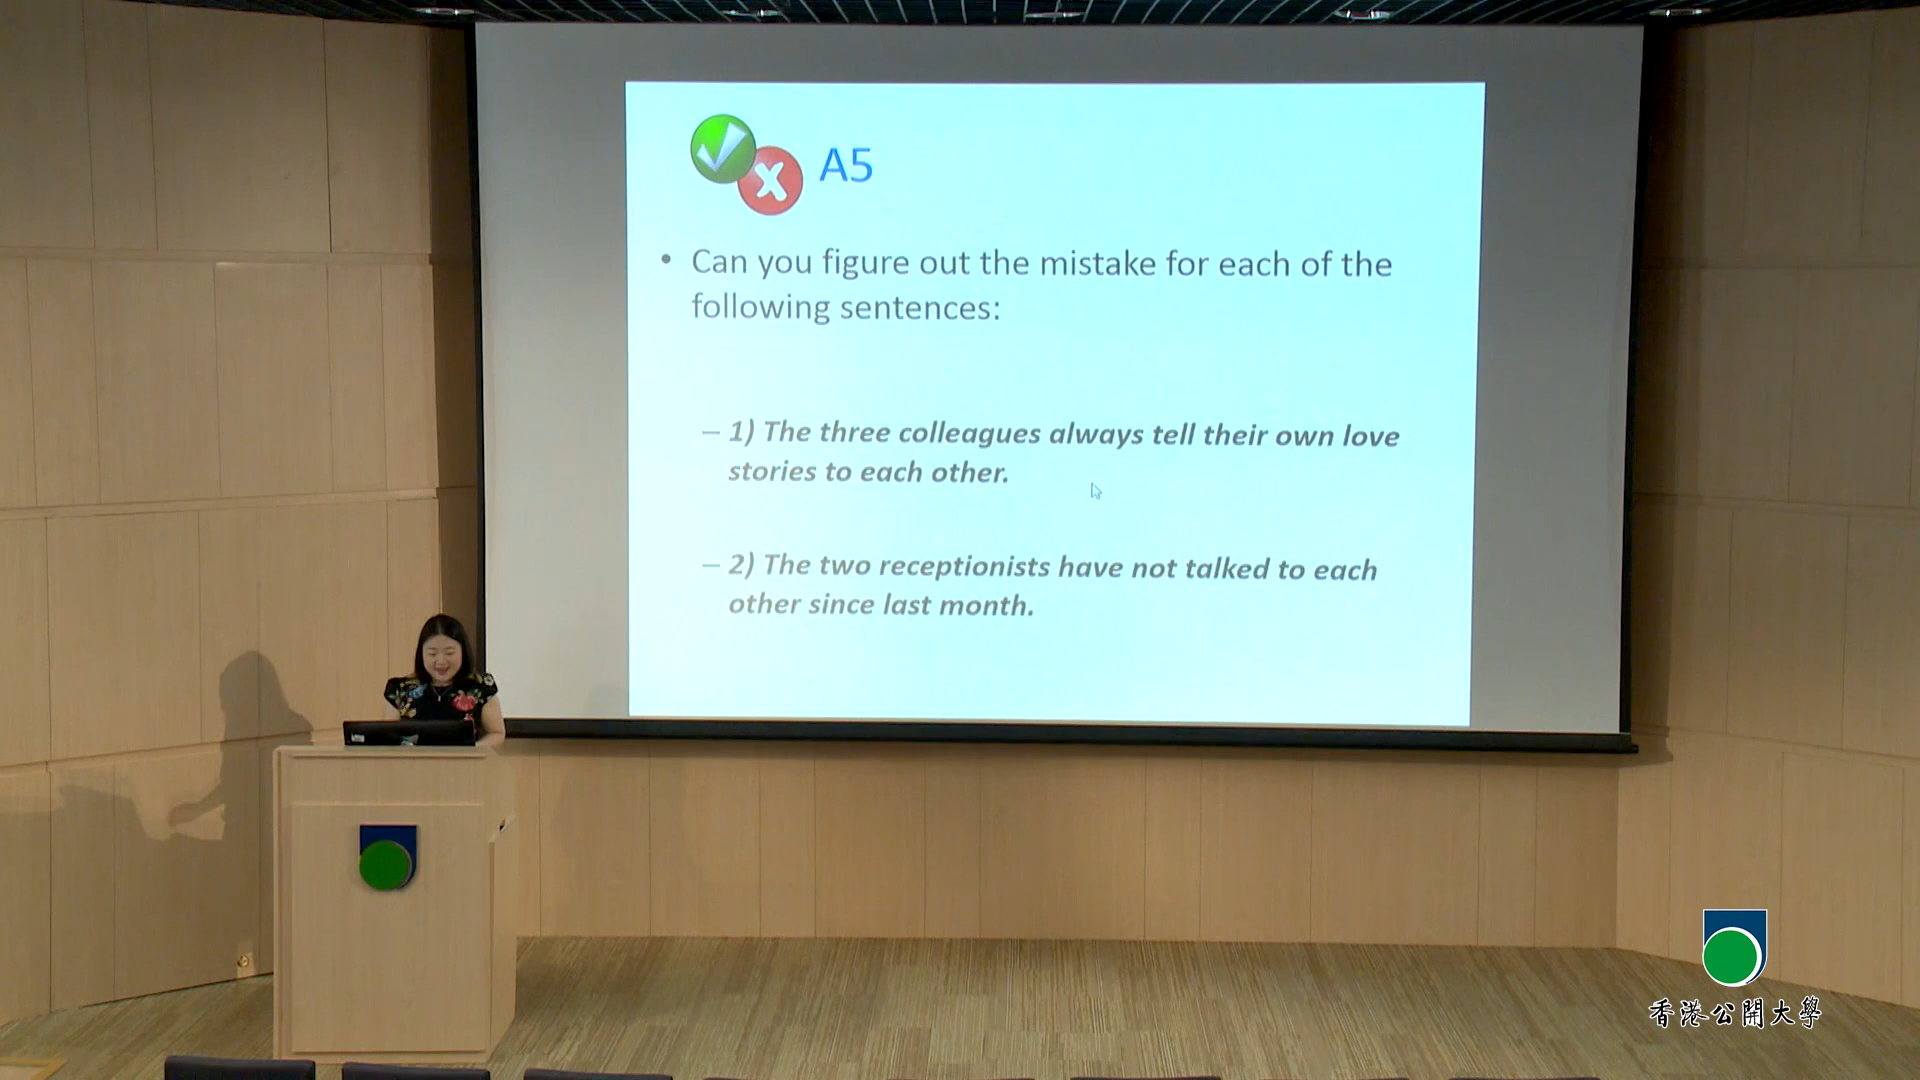 A5
• Can you figure out the mistake for each of the
following sentences:
– 1) The three colleagues always tell their own love
stories to each other.
– 2) The two receptionists have not talked to each
other since last month.
香港公開大學